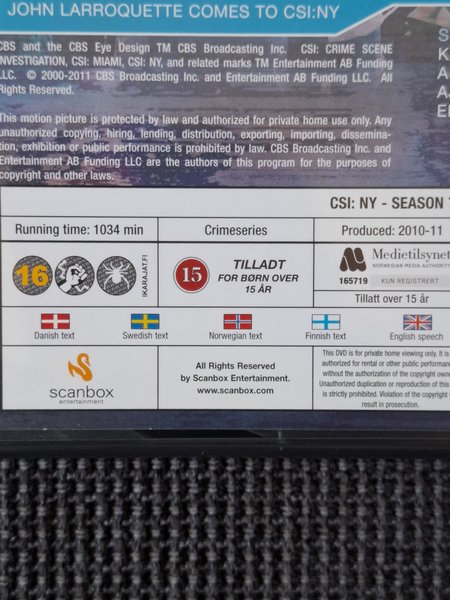 JOHN LARROQUETTE COMES TO CSI:NY
CBS and the CBS Eye Design TM CBS Broadcasting Inc. CSI: CRIME SCENE
INVESTIGATION, CSI: MIAMI, CSI: NY, and related marks TM Entertainment AB Funding
LLC. © 2000-2011 CBS Broadcasting Inc. and Entertainment AB Funding LLC. All
Rights Reserved.
This motion picture is protected by law and authorized for private home use only. Any
unauthorized copying, hiring, lending, distribution, exporting, importing, dissemina-
tion, exhibition or public performance is prohibited by law. CBS Broadcasting Inc. and
Entertainment AB Funding LLC are the authors of this program for the purposes of
copyright and other laws.
CSI: NY - SEASON
Running time: 1034 min
Crimeseries
Produced: 2010-11
16
IKARAJAT.FI
15
TILLADT
FOR BØRN OVER
15 ÅR
Medietilsynet
NORWEGIAN MEDIA AUTHORITY
165719 KUN REGISTRERT
Tillatt over 15 år
Danish text
Swedish text
Norwegian text
Finnish text
English speech
scanbox
entertainment
All Rights Reserved
by Scanbox Entertainment.
www.scanbox.com
This DVD is for private home viewing only. It is
authorized for rental or other public performance
without the authorization of the copyright owne
Unauthorized duplication or reproduction of this
is strictly prohibited. Violation of the copyright
result in prosecution.